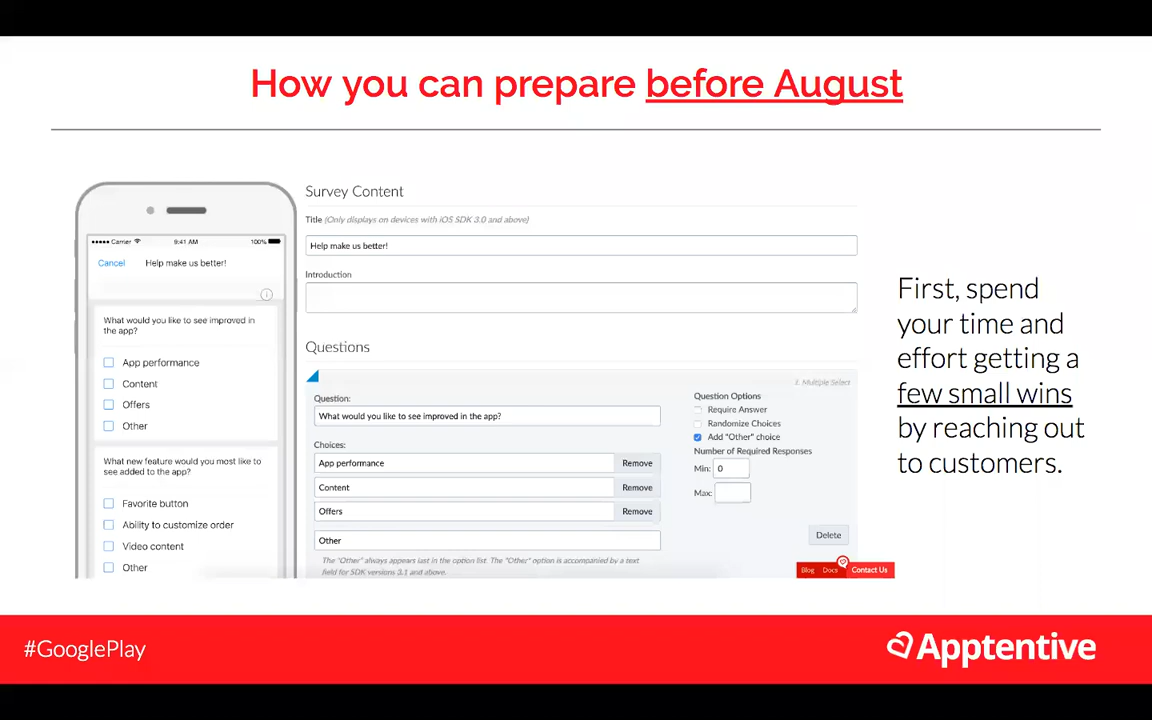 How you can prepare before August
Carrier
9:41 AM
100%
Cancel
Help make us better!
What would you like to see improved in
the app?
App performance
Content
Offers
Other
What new feature would you most like to
see added to the app?
Favorite button
Ability to customize order
Video content
Other
Survey Content
Title (Only displays on devices with iOS SDK 3.0 and above)
Help make us better!
Introduction
Questions
1. Multiple Select
Question:
What would you like to see improved in the app?
Choices:
App performance
Remove
Content
Remove
Offers
Remove
Other
The "Other" always appears last in the option list. The "Other" option is accompanied by a text
field for SDK versions 3.1 and above.
Question Options
Require Answer
Randomize Choices
Add "Other" choice
Number of Required Responses
Min: 0
Max:
Delete
Blog
Docs
Contact Us
First, spend
your time and
effort getting a
few small wins
by reaching out
to customers.
#GooglePlay
Apptentive